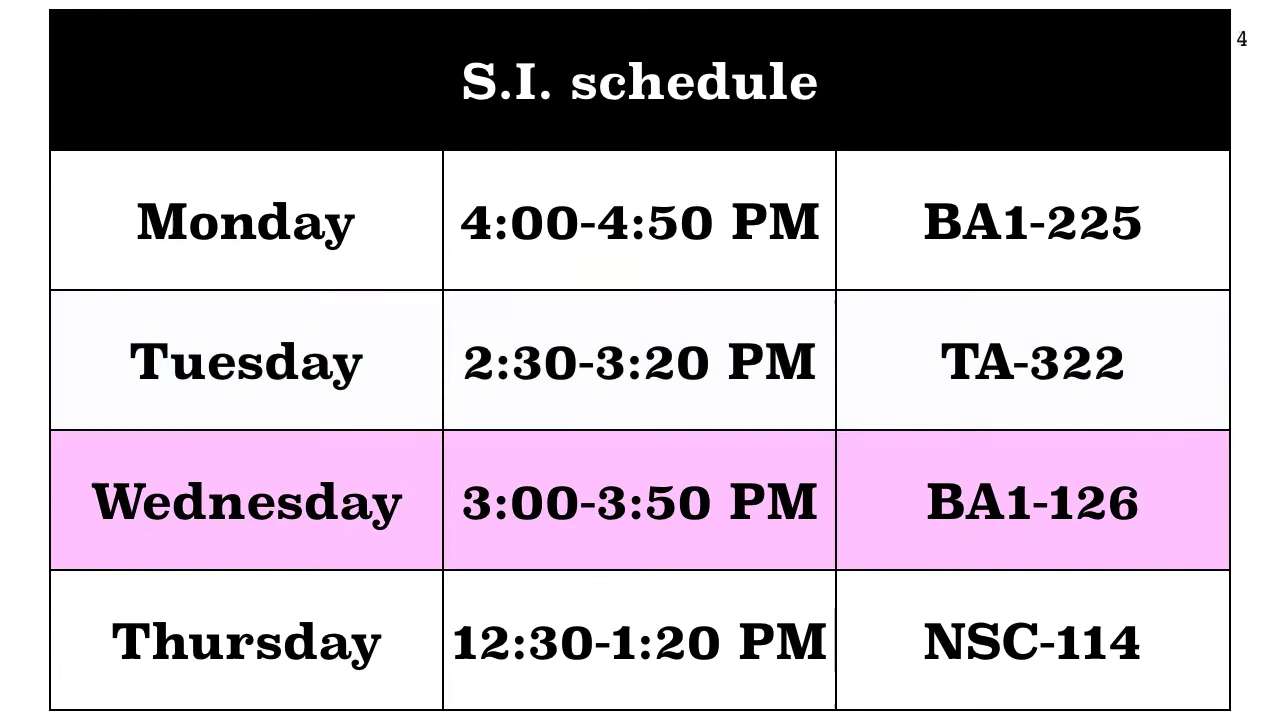 4
S.I. schedule
Monday 4:00-4:50 PM BA1-225
Tuesday 2:30-3:20 PM TA-322
Wednesday 3:00-3:50 PM BA1-126
Thursday 12:30-1:20 PM NSC-114